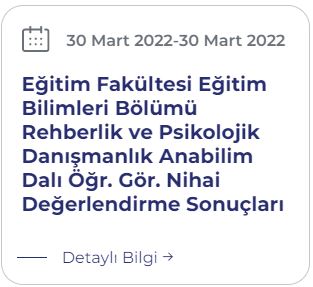 30 Mart 2022-30 Mart 2022
Eğitim Fakültesi Eğitim
Bilimleri Bölümü
Rehberlik ve Psikolojik
Danışmanlık Anabilim
Dalı Öğr. Gör. Nihai
Değerlendirme Sonuçları
Detaylı Bilgi →